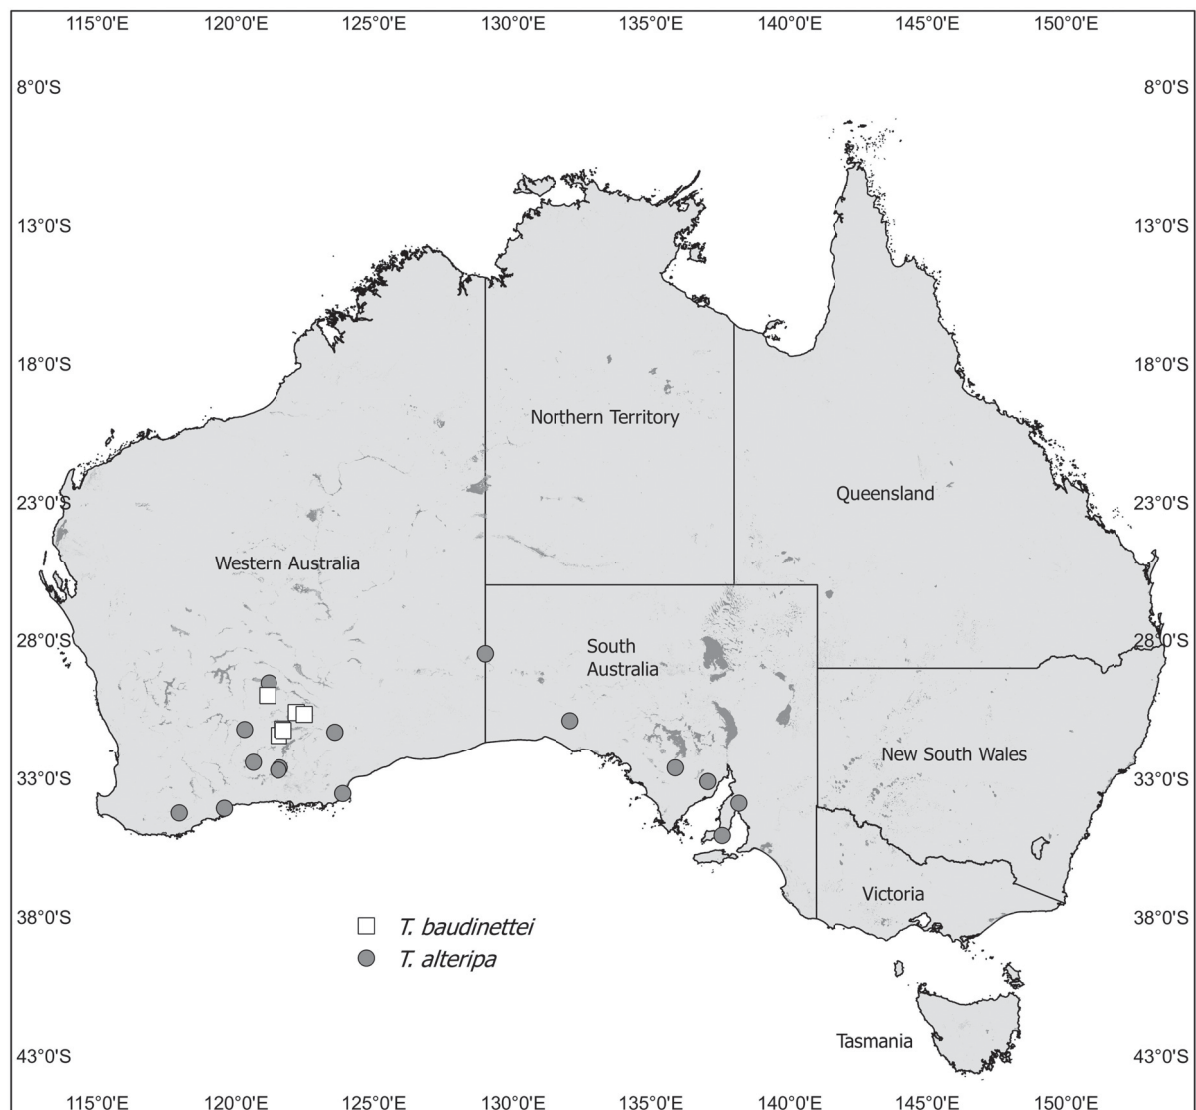 115°0'E 120°0'E 125°0'E 130°0'E 135°0'E 140°0'E 145°0'E 150°0'E
8°0'S 8°0'S
13°0'S 13°0'S
18°0'S 18°0'S
Northern Territory
Queensland
23°0'S 23°0'S
Western Australia
28°0'S 28°0'S
South
Australia
New South Wales
33°0'S 33°0'S
Victoria
38°0'S 38°0'S
T. baudinettei
T. alteripa
Tasmania
43°0'S 43°0'S
115°0'E 120°0'E 125°0'E 130°0'E 135°0'E 140°0'E 145°0'E 150°0'E